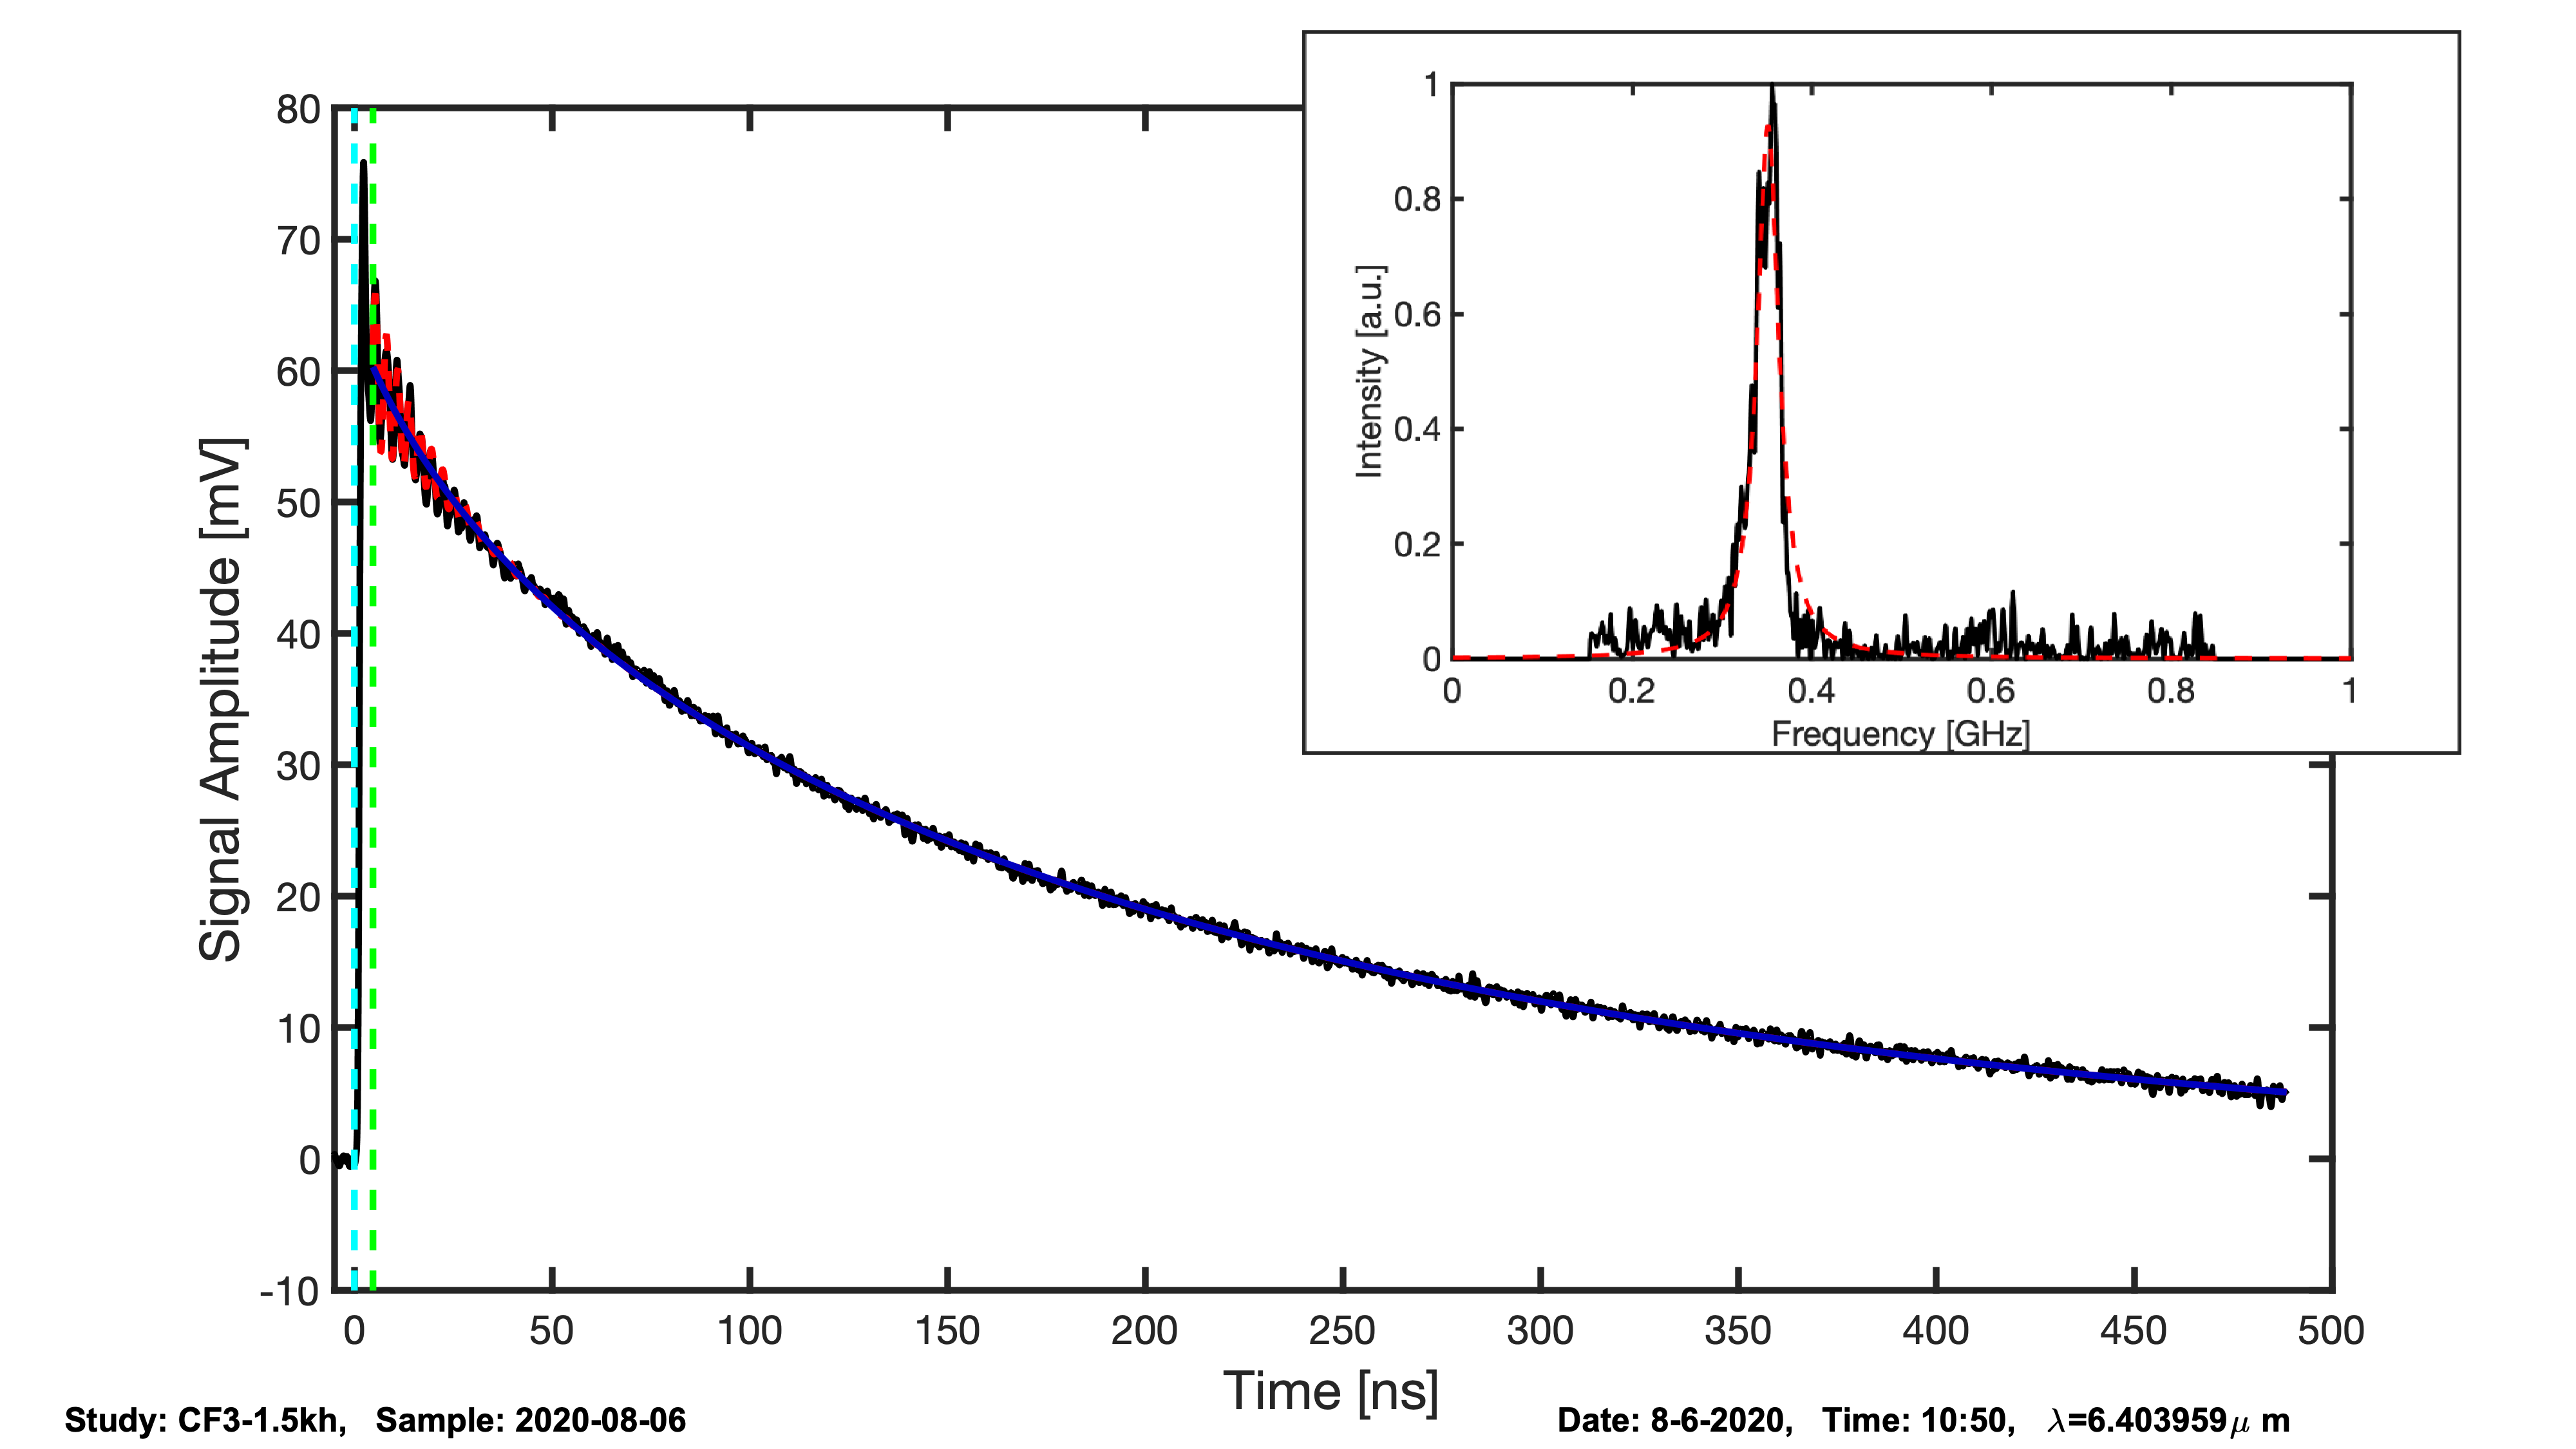 80
70
60
50
40
30
20
10
0
-10
Signal Amplitude [mV]
0 50 100 150 200 250 300 350 400 450 500
Time [ns]
1
0.8
0.6
0.4
0.2
0
Intensity [a.u.]
0 0.2 0.4 0.6 0.8 1
Frequency [GHz]
Study: CF3-1.5kh, Sample: 2020-08-06
Date: 8-6-2020, Time: 10:50, λ=6.403959μ m